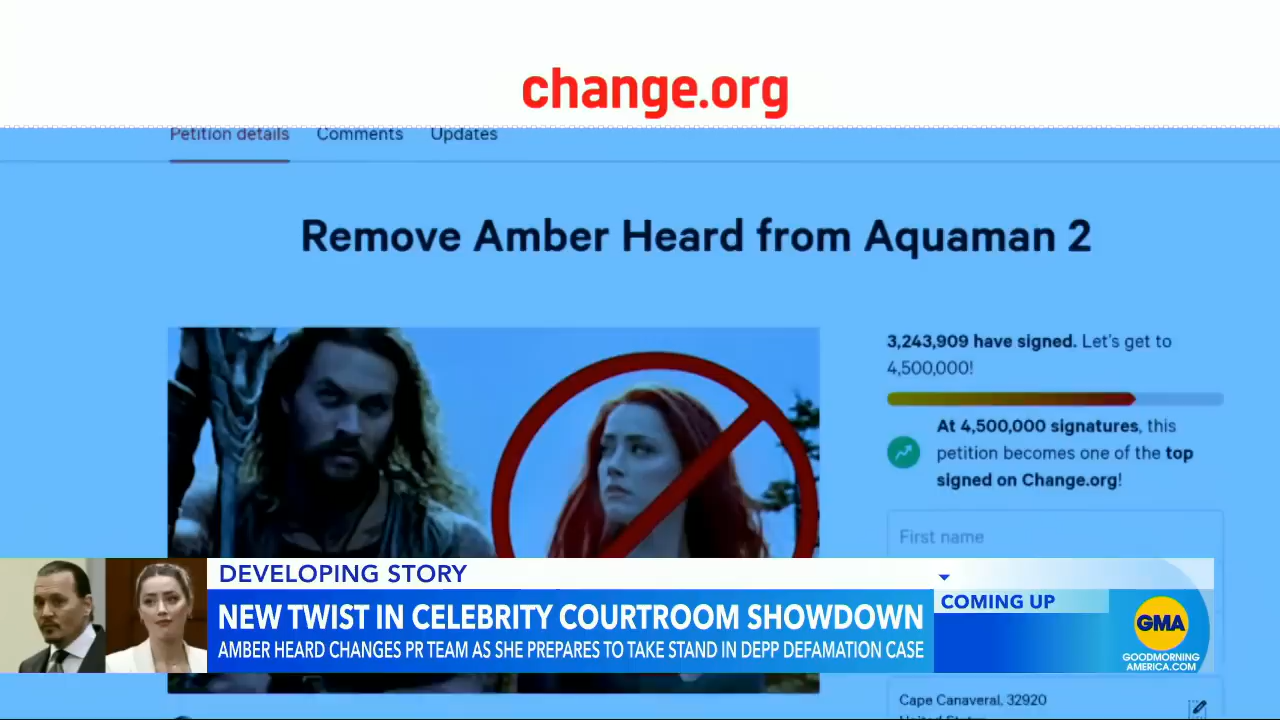 change.org
Petition details Comments Updates
Remove Amber Heard from Aquaman 2
3,243,909 have signed. Let's get to
4,500,000!
At 4,500,000 signatures, this
petition becomes one of the top
signed on Change.org!
First name
DEVELOPING STORY
NEW TWIST IN CELEBRITY COURTROOM SHOWDOWN
AMBER HEARD CHANGES PR TEAM AS SHE PREPARES TO TAKE STAND IN DEPP DEFAMATION CASE
COMING UP
GMA
GOODMORNING
AMERICA.COM
Cape Canaveral, 32920